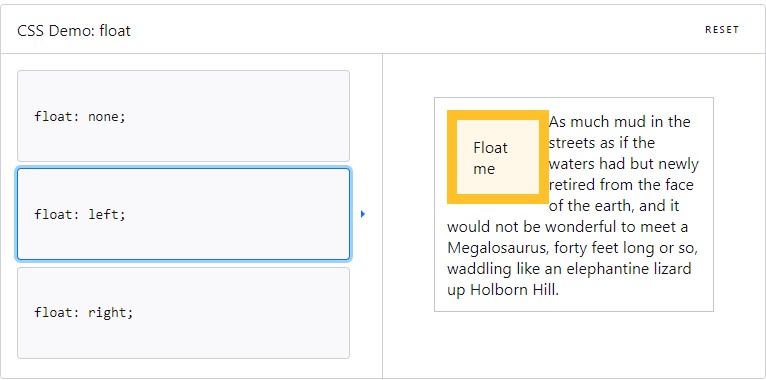 CSS Demo: float
RESET
float: none;
float: left;
float: right;
Float
me
As much mud in the
streets as if the
waters had but newly
retired from the face
of the earth, and it
would not be wonderful to meet a
Megalosaurus, forty feet long or so,
waddling like an elephantine lizard
up Holborn Hill.